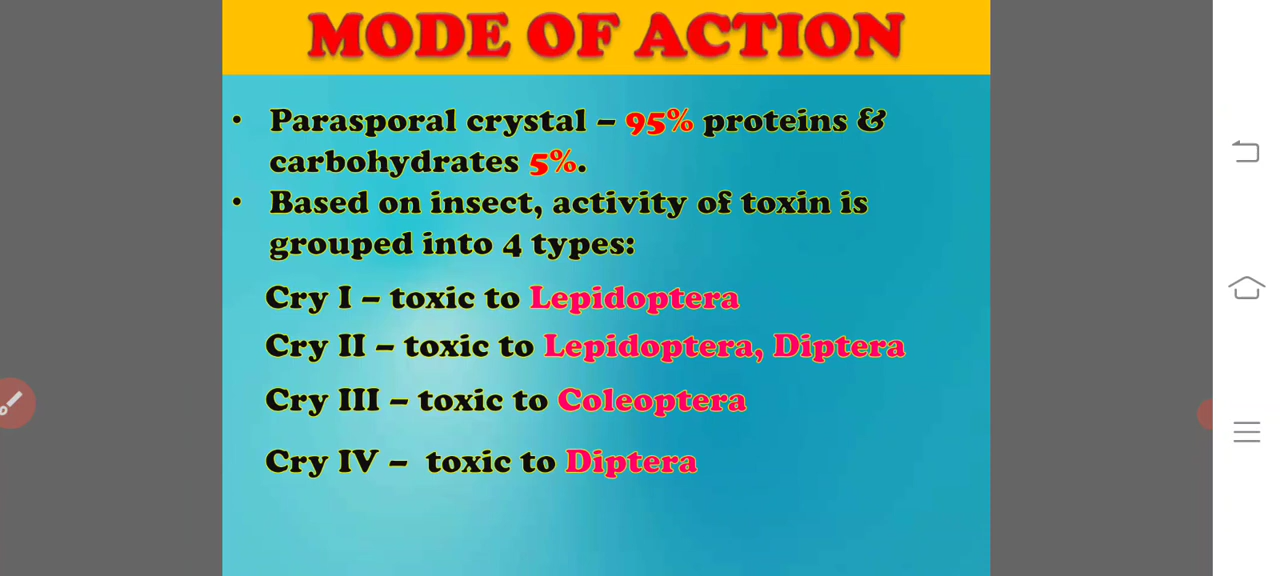 MODE OF ACTION
• Parasporal crystal – 95% proteins &
carbohydrates 5%.
• Based on insect, activity of toxin is
grouped into 4 types:
Cry I – toxic to Lepidoptera
Cry II – toxic to Lepidoptera, Diptera
Cry III – toxic to Coleoptera
Cry IV – toxic to Diptera